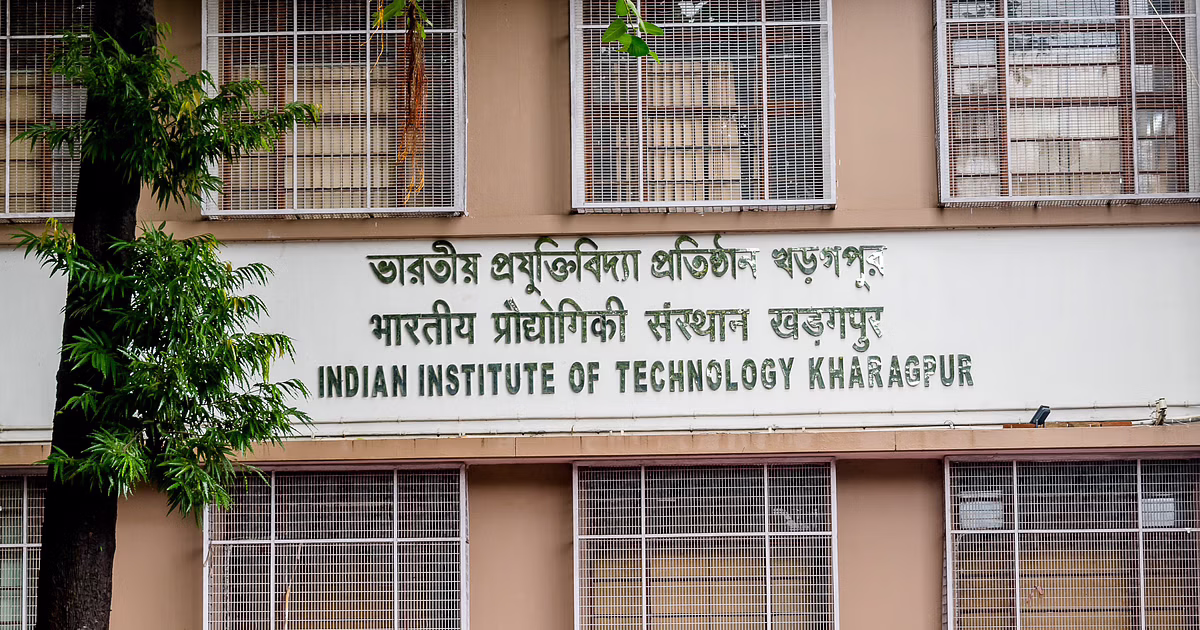 ভারতীয় প্রযুক্তিবিদ্যা প্রতিষ্ঠান খড়গপুর
भारतीय प्रौद्योगिकी संस्थान खड़गपुर
INDIAN INSTITUTE OF TECHNOLOGY KHARAGPUR